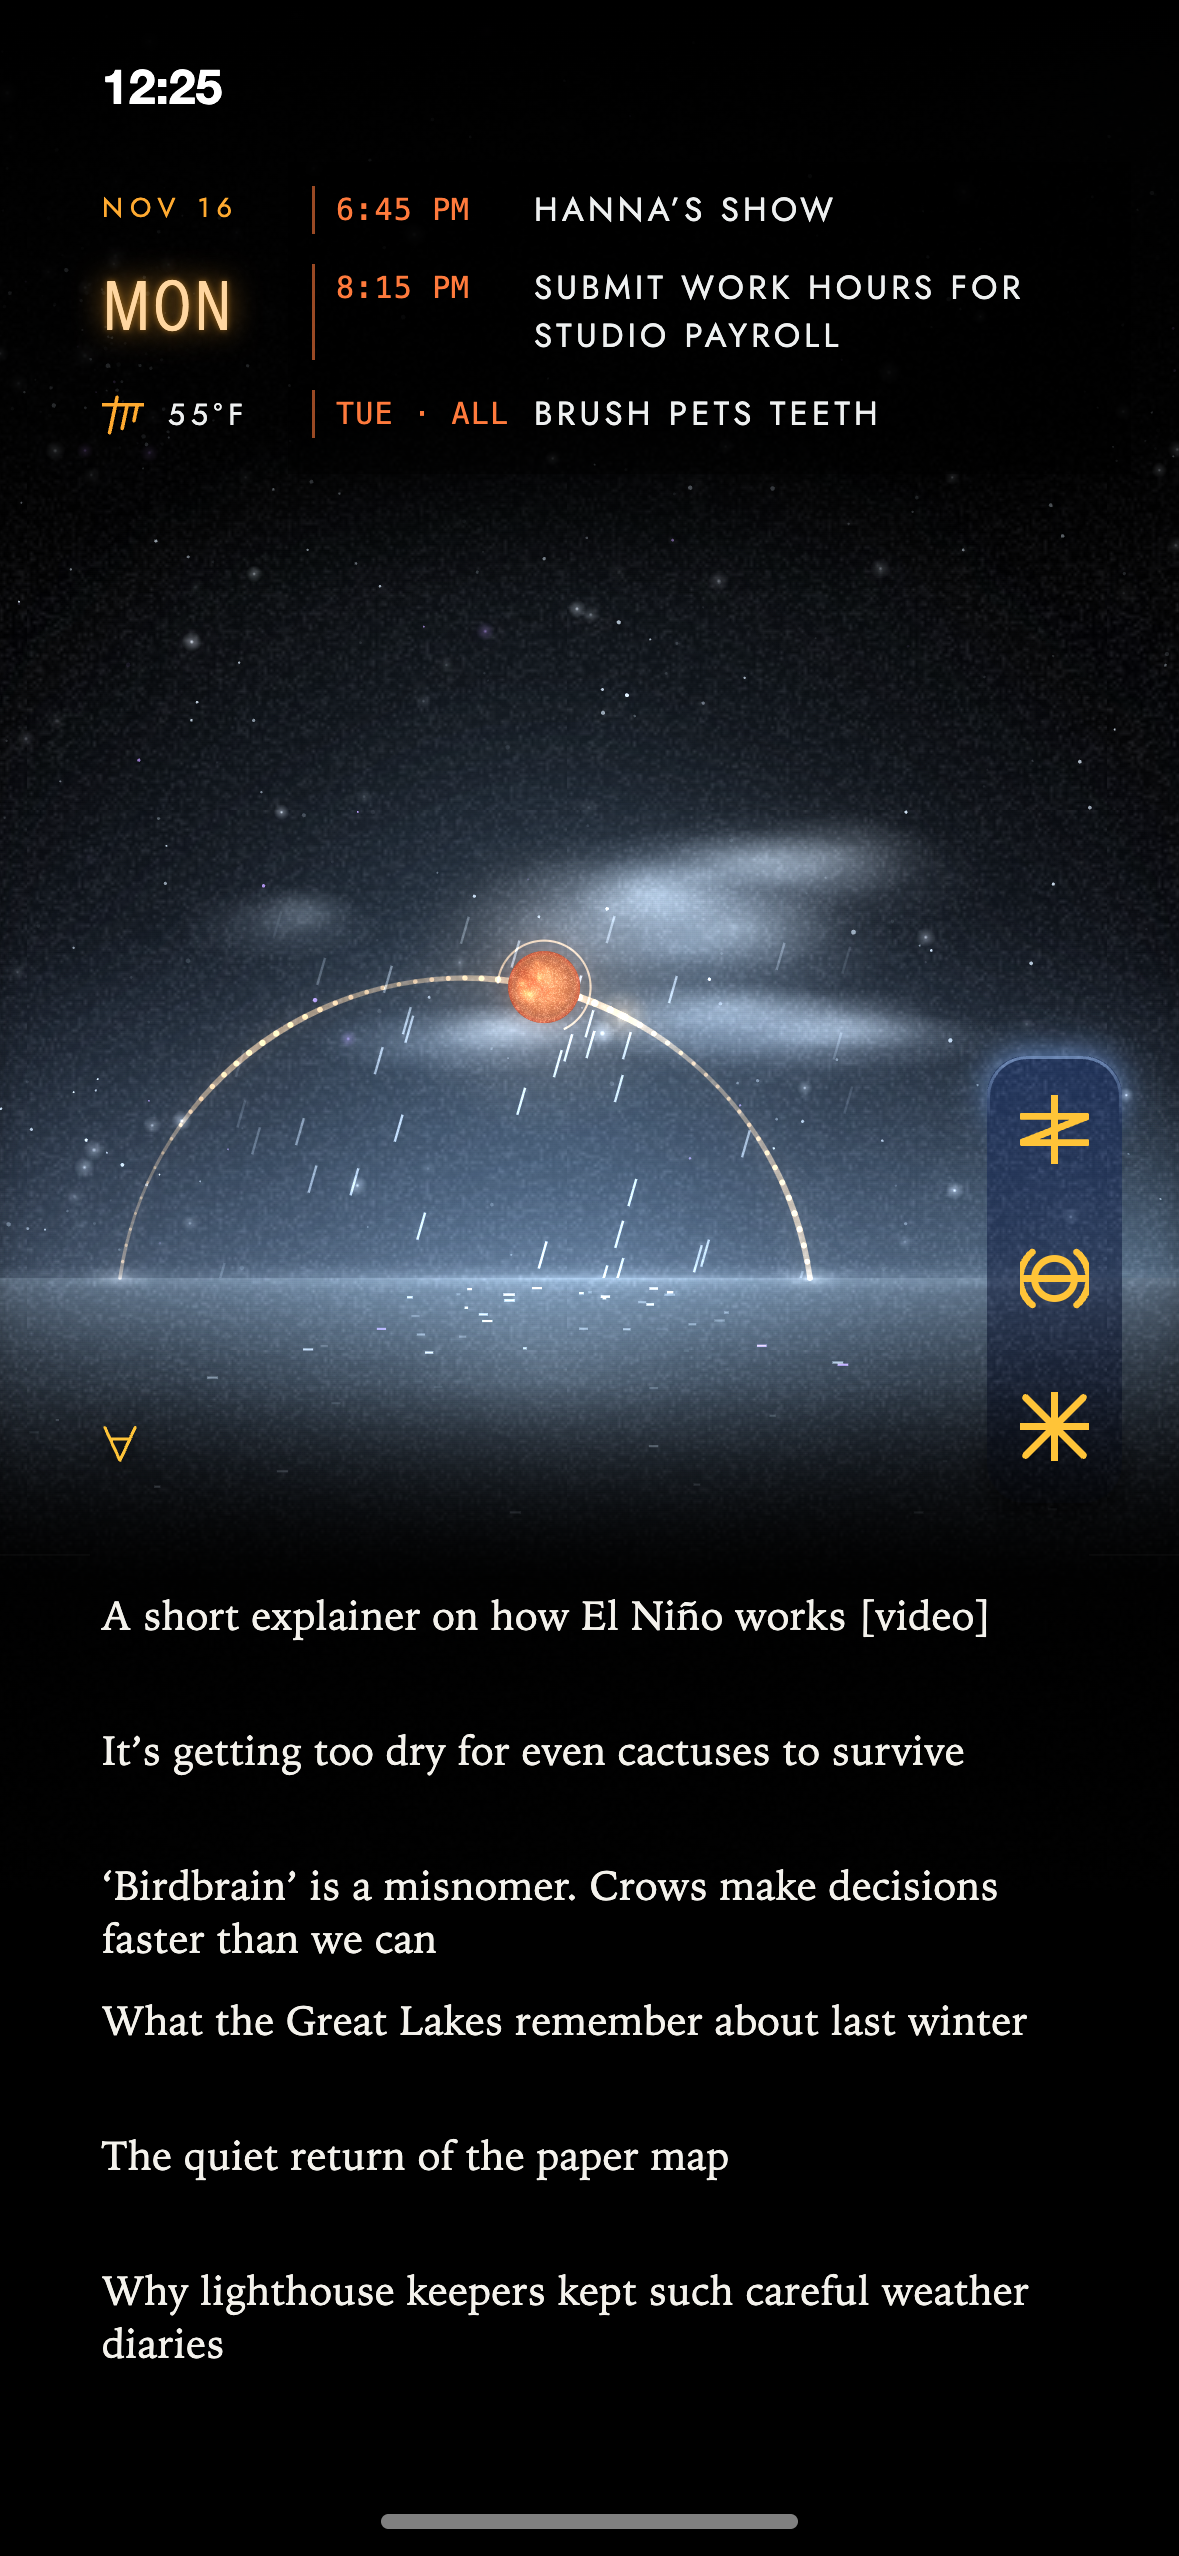 12:25
NOV 16
MON
55°F
6:45 PM HANNA’S SHOW
8:15 PM SUBMIT WORK HOURS FOR
STUDIO PAYROLL
TUE · ALL BRUSH PETS TEETH
A short explainer on how El Niño works [video]
It’s getting too dry for even cactuses to survive
‘Birdbrain’ is a misnomer. Crows make decisions
faster than we can
What the Great Lakes remember about last winter
The quiet return of the paper map
Why lighthouse keepers kept such careful weather
diaries